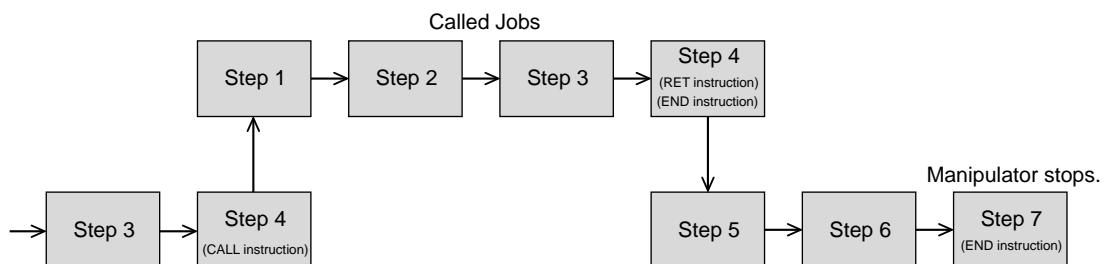 Called Jobs
Step 1
Step 2
Step 3
Step 4
(RET instruction)
(END instruction)
Manipulator stops.
Step 3
Step 4
(CALL instruction)
Step 5
Step 6
Step 7
(END instruction)